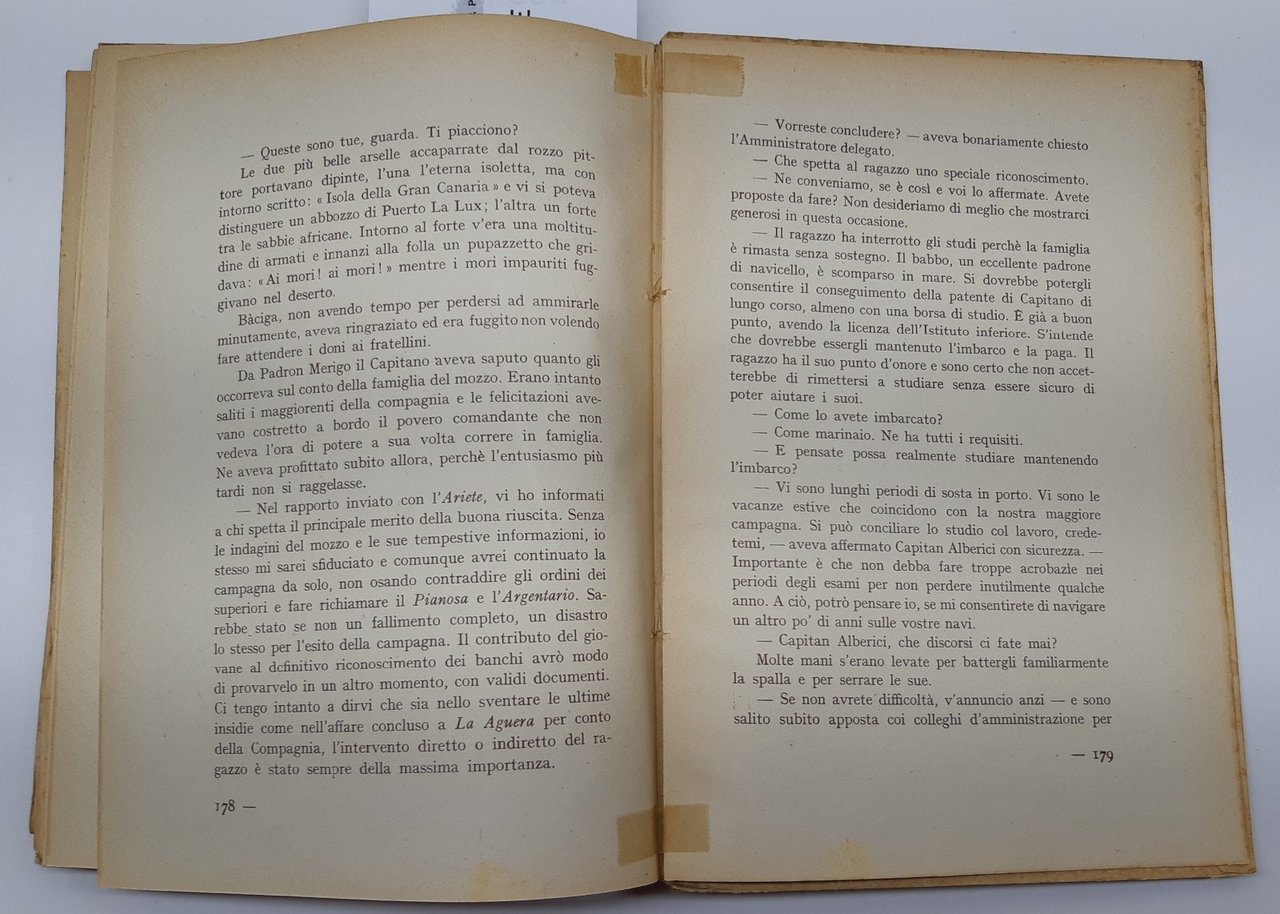 — Queste sono tue, guarda. Ti piacciono?
Le due più belle arselle accaparrate dal rozzo pit-
tore portavano dipinte, l'una l'eterna isoletta, ma con
intorno scritto: « Isola della Gran Canaria » e vi si poteva
distinguere un abbozzo di Puerto La Lux; l'altra un forte
tra le sabbie africane. Intorno al forte v'era una moltitu-
dine di armati e innanzi alla folla un pupazzetto che gri-
dava: « Ai mori! ai mori! » mentre i mori impauriti fug-
givano nel deserto.
Bàciga, non avendo tempo per perdersi ad ammirarle
minutamente, aveva ringraziato ed era fuggito non volendo
fare attendere i doni ai fratellini.
Da Padron Merigo il Capitano aveva saputo quanto gli
occorreva sul conto della famiglia del mozzo. Erano intanto
saliti i maggiorenti della compagnia e le felicitazioni ave-
vano costretto a bordo il povero comandante che non
vedeva l'ora di potere a sua volta correre in famiglia.
Ne aveva profittato subito allora, perchè l'entusiasmo più
tardi non si raggelasse.
— Nel rapporto inviato con l'Ariete, vi ho informati
a chi spetta il principale merito della buona riuscita. Senza
le indagini del mozzo e le sue tempestive informazioni, io
stesso mi sarei sfiduciato e comunque avrei continuato la
campagna da solo, non osando contraddire gli ordini dei
superiori e fare richiamare il Pianosa e l'Argentario. Sa-
rebbe stato se non un fallimento completo, un disastro
lo stesso per l'esito della campagna. Il contributo del gio-
vane al definitivo riconoscimento dei banchi avrò modo
di provarvelo in un altro momento, con validi documenti.
Ci tengo intanto a dirvi che sia nello sventare le ultime
insidie come nell'affare concluso a La Aguera per conto
della Compagnia, l'intervento diretto o indiretto del ra-
gazzo è stato sempre della massima importanza.
178 —
— Vorreste concludere? — aveva bonariamente chiesto
l'Amministratore delegato.
— Che spetta al ragazzo uno speciale riconoscimento.
— Ne conveniamo, se è così e voi lo affermate. Avete
proposte da fare? Non desideriamo di meglio che mostrarci
generosi in questa occasione.
— Il ragazzo ha interrotto gli studi perchè la famiglia
è rimasta senza sostegno. Il babbo, un eccellente padrone
di navicello, è scomparso in mare. Si dovrebbe potergli
consentire il conseguimento della patente di Capitano di
lungo corso, almeno con una borsa di studio. È già a buon
punto, avendo la licenza dell'Istituto inferiore. S'intende
che dovrebbe essergli mantenuto l'imbarco e la paga. Il
ragazzo ha il suo punto d'onore e sono certo che non accet-
terebbe di rimettersi a studiare senza essere sicuro di
poter aiutare i suoi.
— Come lo avete imbarcato?
— Come marinaio. Ne ha tutti i requisiti.
— E pensate possa realmente studiare mantenendo
l'imbarco?
— Vi sono lunghi periodi di sosta in porto. Vi sono le
vacanze estive che coincidono con la nostra maggiore
campagna. Si può conciliare lo studio col lavoro, crede-
temi, — aveva affermato Capitan Alberici con sicurezza. —
Importante è che non debba fare troppe acrobazie nei
periodi degli esami per non perdere inutilmente qualche
anno. A ciò, potrò pensare io, se mi consentirete di navigare
un altro po' di anni sulle vostre navi.
— Capitan Alberici, che discorsi ci fate mai?
Molte mani s'erano levate per battergli familiarmente
la spalla e per serrare le sue.
— Se non avrete difficoltà, v'annuncio anzi — e sono
salito subito apposta coi colleghi d'amministrazione per
— 179